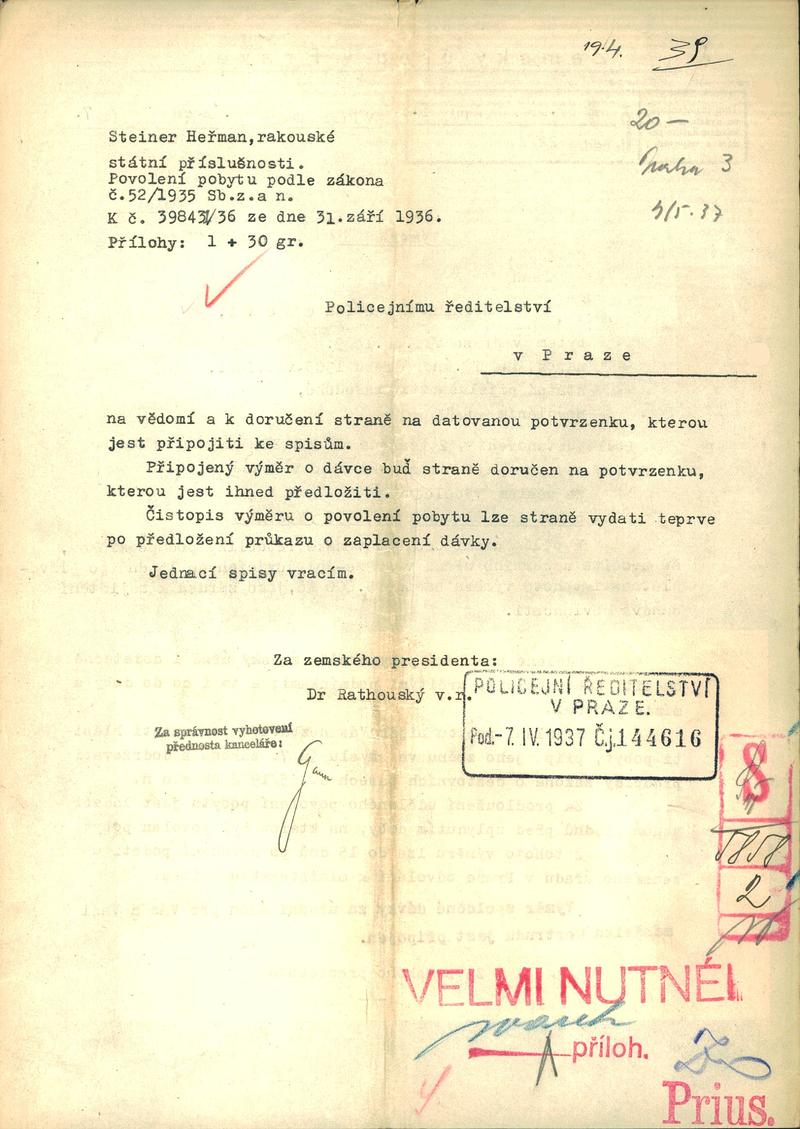 19.4. 39
20—
Praha 3
Steiner Heřman, rakouské
státní příslušnosti.
Povolení pobytu podle zákona
č.52/1935 Sb.z.a n.
K č. 39843/36 ze dne 31.září 1936.
Přílohy: 1 + 30 gr.
Policejnímu ředitelství
v Praze
na vědomí a k doručení straně na datovanou potvrzenku, kterou
jest připojiti ke spisům.
Připojený výměr o dávce buď straně doručen na potvrzenku,
kterou jest ihned předložiti.
Čistopis výměru o povolení pobytu lze straně vydati teprve
po předložení průkazu o zaplacení dávky.
Jednací spisy vracím.
Za zemského presidenta:
Dr Rathouský v.r.
POLICEJNÍ ŘEDITELSTVÍ
V PRAZE.
Pod.-7. IV. 1937 Č.j.144616
Za správnost vyhotovení
přednosta kanceláře:
S
5858
2
VELMI NUTNÉ!
příloh.
Prius.